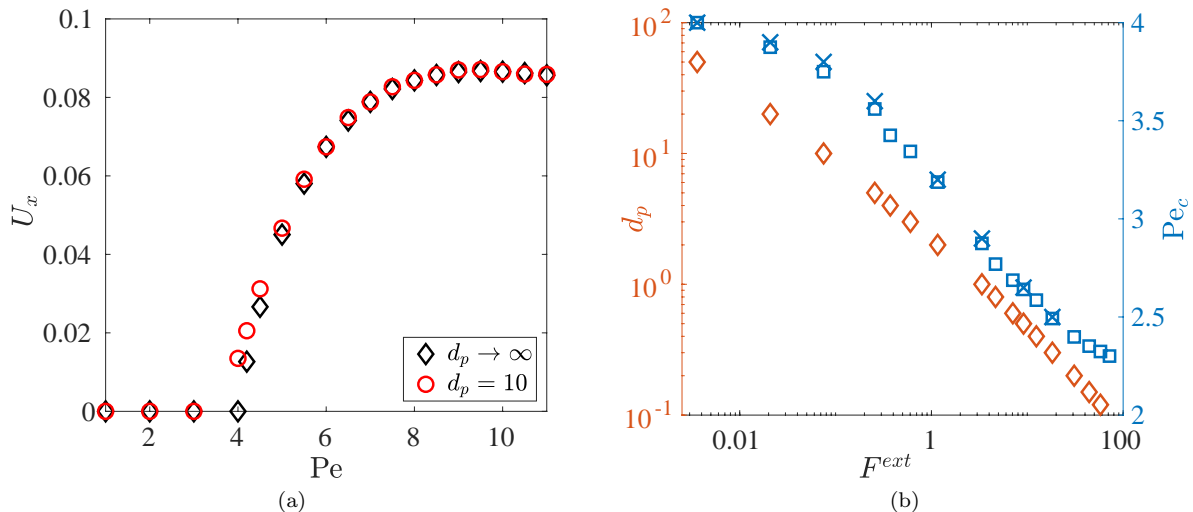 0.1
0.08
0.06
0.04
0.02
0
U_x
2 4 6 8 10
Pe
d_p → ∞
d_p = 10
(a)
10^2
10^1
10^0
10^-1
d_p
0.01 1 100
F^ext
4
3.5
3
2.5
2
Pe_c
(b)